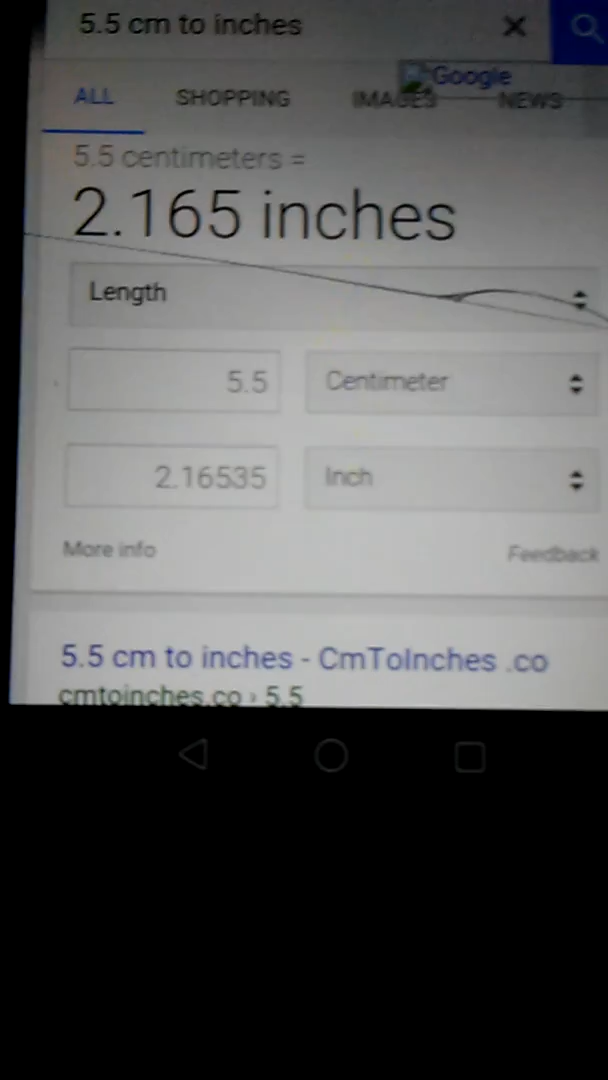 5.5 cm to inches
Google
ALL SHOPPING IMAGES NEWS
5.5 centimeters =
2.165 inches
Length
5.5 Centimeter
2.16535 Inch
More info Feedback
5.5 cm to inches - CmToInches .co
cmtoinches.co › 5.5